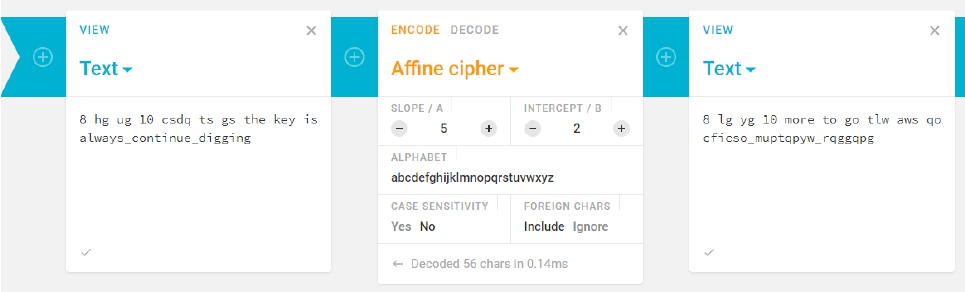 VIEW
Text
8 hg ug 10 csdq ts gs the key is
always_continue_digging
ENCODE DECODE
Affine cipher
SLOPE / A
5
INTERCEPT / B
2
ALPHABET
abcdefghijklmnopqrstuvwxyz
CASE SENSITIVITY
Yes No
FOREIGN CHARS
Include Ignore
← Decoded 56 chars in 0.14ms
VIEW
Text
8 lg yg 10 more to go tlw aws qo
cficso_muptqpyw_rqggqpg